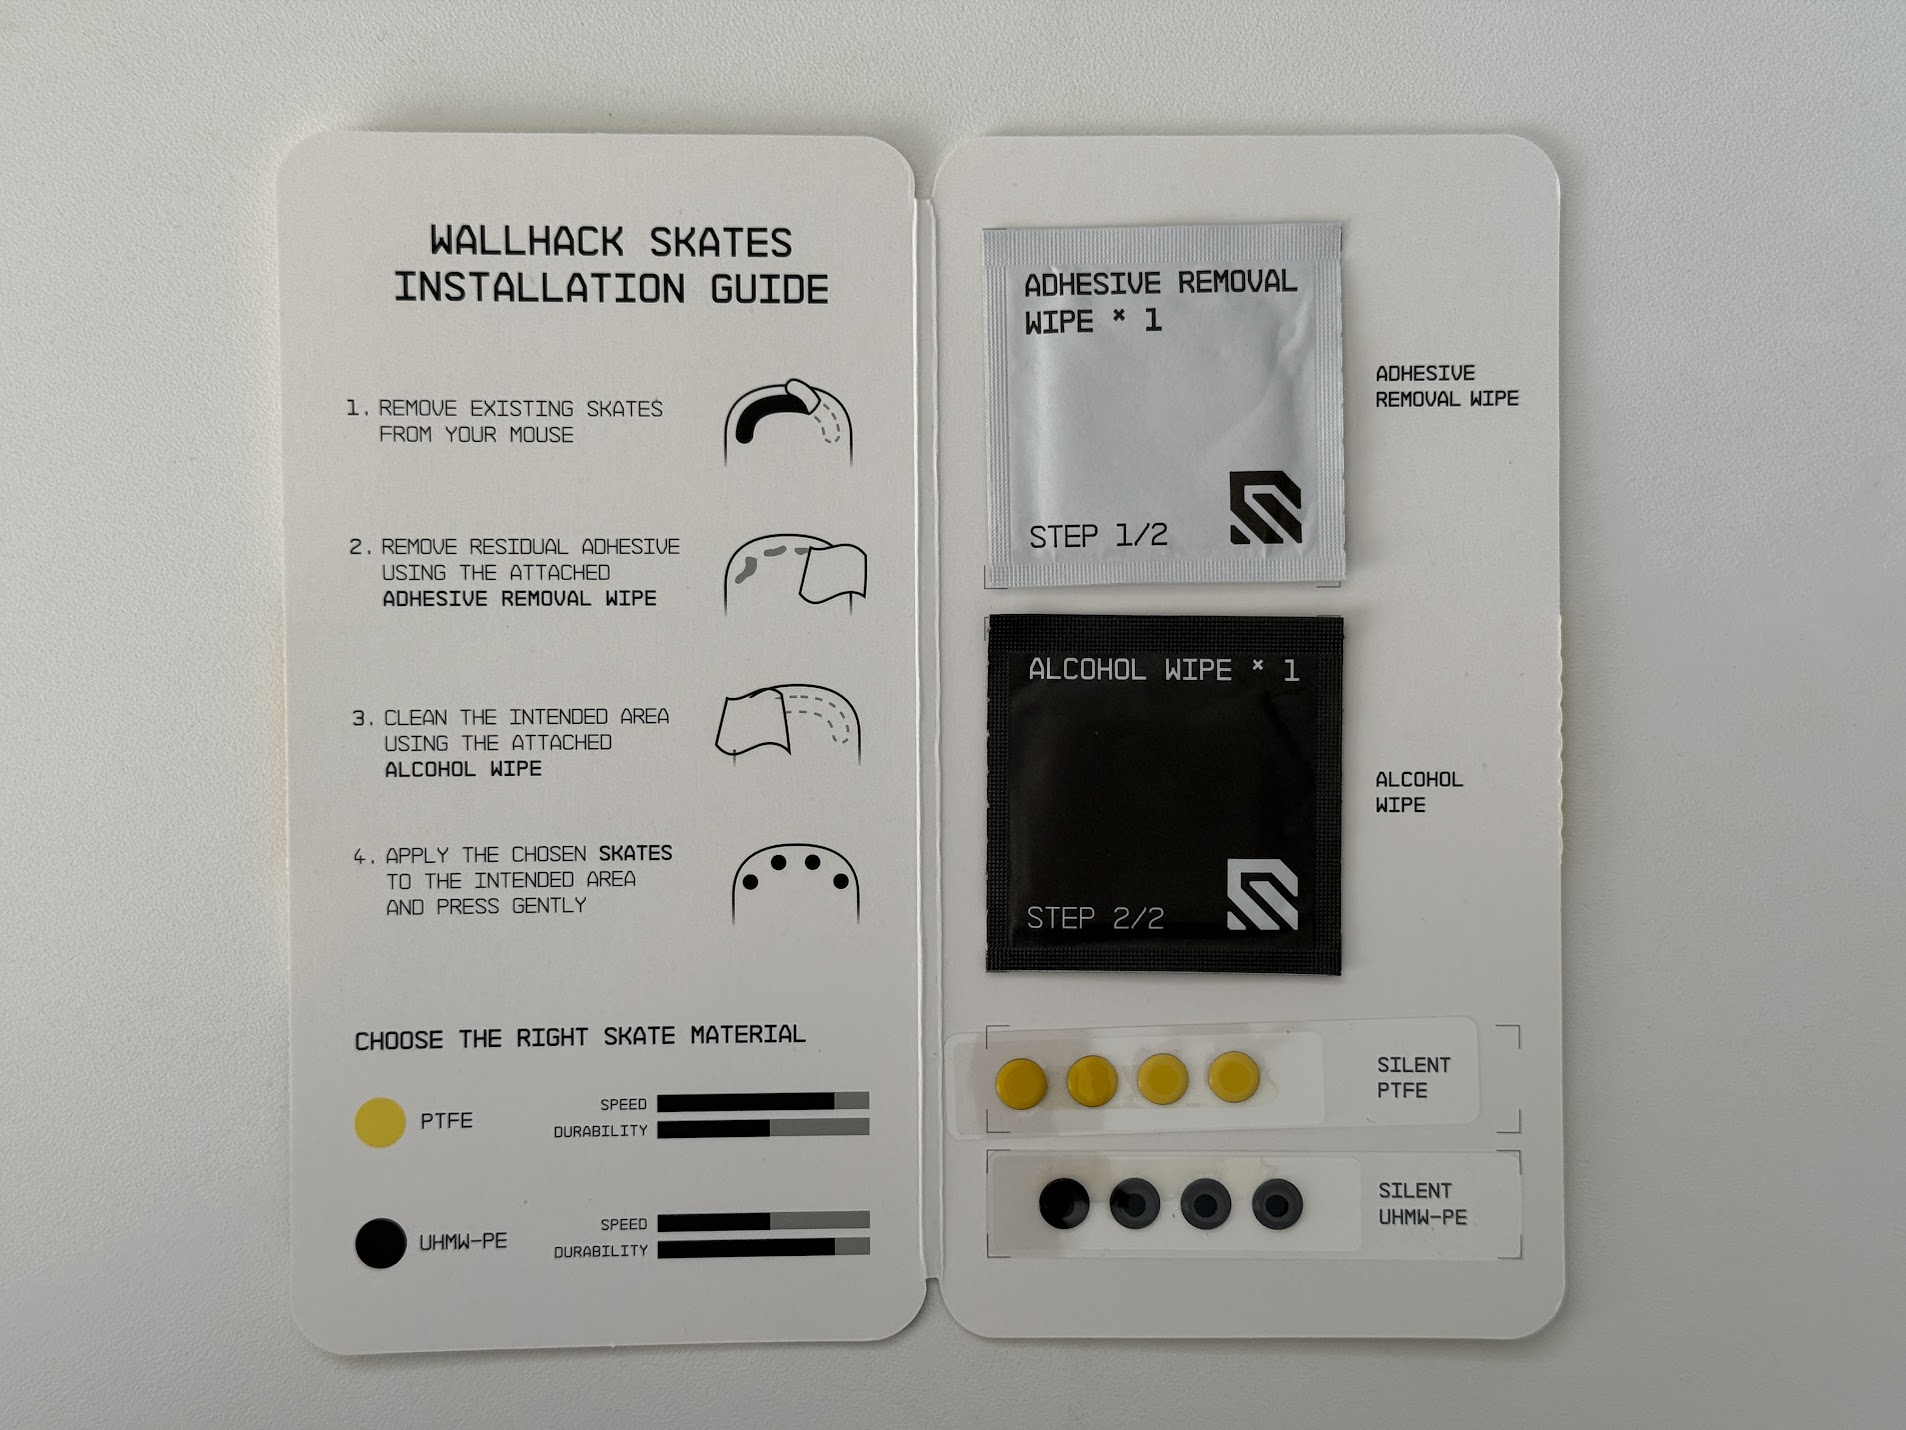 WALLHACK SKATES
INSTALLATION GUIDE
1. REMOVE EXISTING SKATES
FROM YOUR MOUSE
2. REMOVE RESIDUAL ADHESIVE
USING THE ATTACHED
ADHESIVE REMOVAL WIPE
3. CLEAN THE INTENDED AREA
USING THE ATTACHED
ALCOHOL WIPE
4. APPLY THE CHOSEN SKATES
TO THE INTENDED AREA
AND PRESS GENTLY
CHOOSE THE RIGHT SKATE MATERIAL
PTFE
SPEED
DURABILITY
UHMW-PE
SPEED
DURABILITY
ADHESIVE REMOVAL
WIPE × 1
STEP 1/2
ADHESIVE
REMOVAL WIPE
ALCOHOL WIPE × 1
STEP 2/2
ALCOHOL
WIPE
SILENT
PTFE
SILENT
UHMW-PE